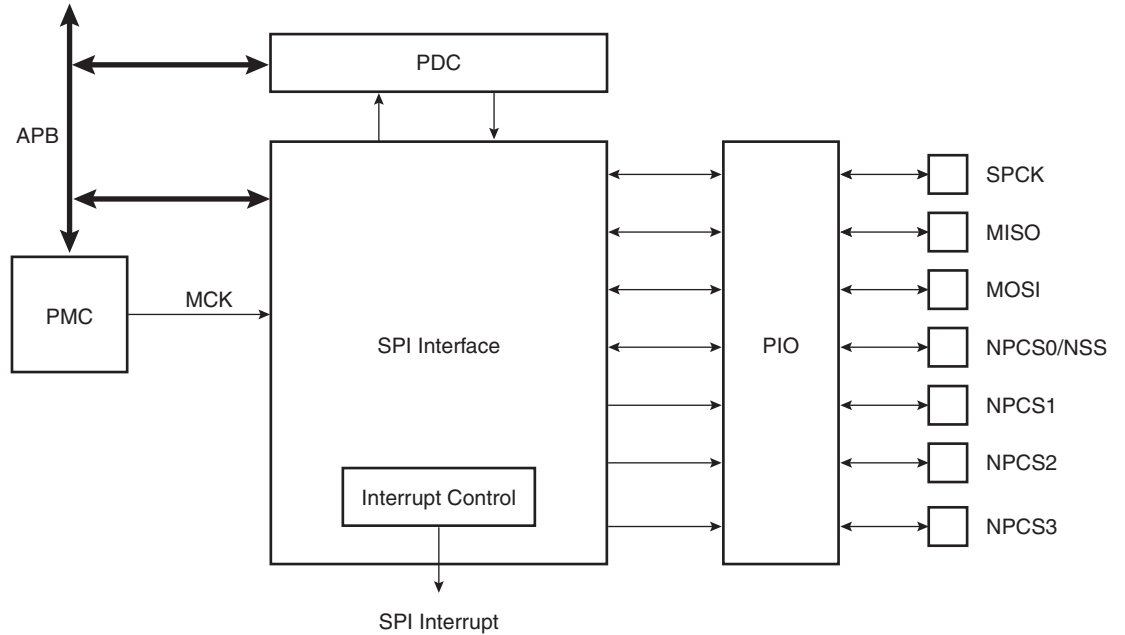 PDC
APB
SPCK
MISO
MOSI
MCK
PMC
SPI Interface
PIO
NPCS0/NSS
NPCS1
NPCS2
Interrupt Control
NPCS3
SPI Interrupt